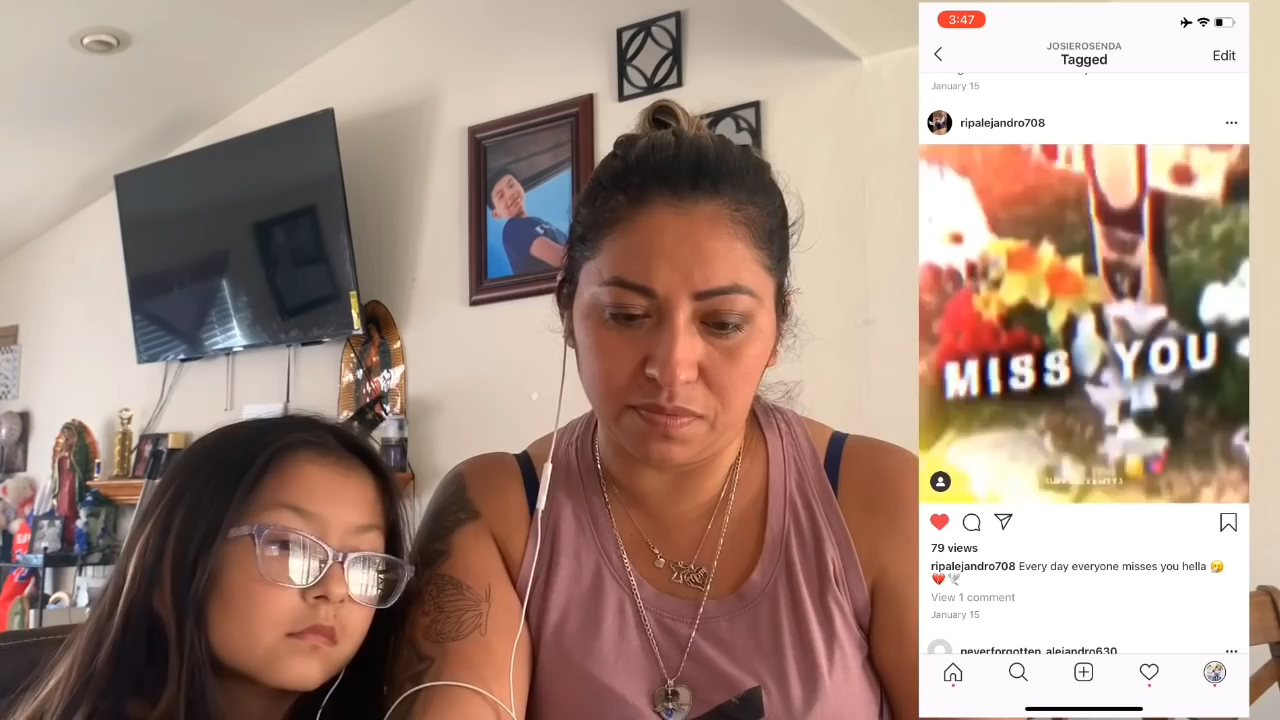 3:47
JOSIEROSENDA
Tagged
Edit
January 15
ripalejandro708
MISS YOU
79 views
ripalejandro708 Every day everyone misses you hella 🤧
💔🕊
View 1 comment
January 15
neverforgotten_alejandro630